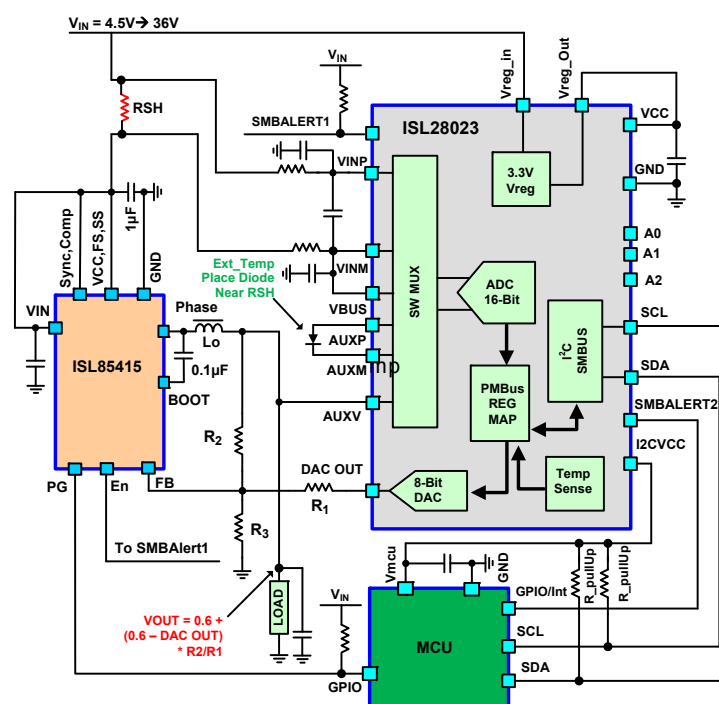 VIN = 4.5V→ 36V
VIN
Vreg_in
Vreg_Out
RSH
SMBALERT1
ISL28023
VCC
3.3V
Vreg
GND
VINP
A0
A1
A2
Sync,Comp
VCC,FS,SS
1µF
GND
Ext_Temp
Place Diode
Near RSH
VINM
SW MUX
ADC
16-Bit
SCL
VIN
Phase
VBUS
I2C
SMBUS
Lo
AUXP
ISL85415
0.1µF
AUXM
mp
PMBus
REG
MAP
SDA
BOOT
AUXV
SMBALERT2
R2
I2CVCC
PG
En
FB
DAC OUT
R1
8-Bit
DAC
Temp
Sense
R3
To SMBAlert1
Vmcu
GND
R_pullUp
R_pullUp
VOUT = 0.6 +
(0.6 – DAC OUT)
* R2/R1
LOAD
VIN
GPIO/Int
MCU
SCL
SDA
GPIO